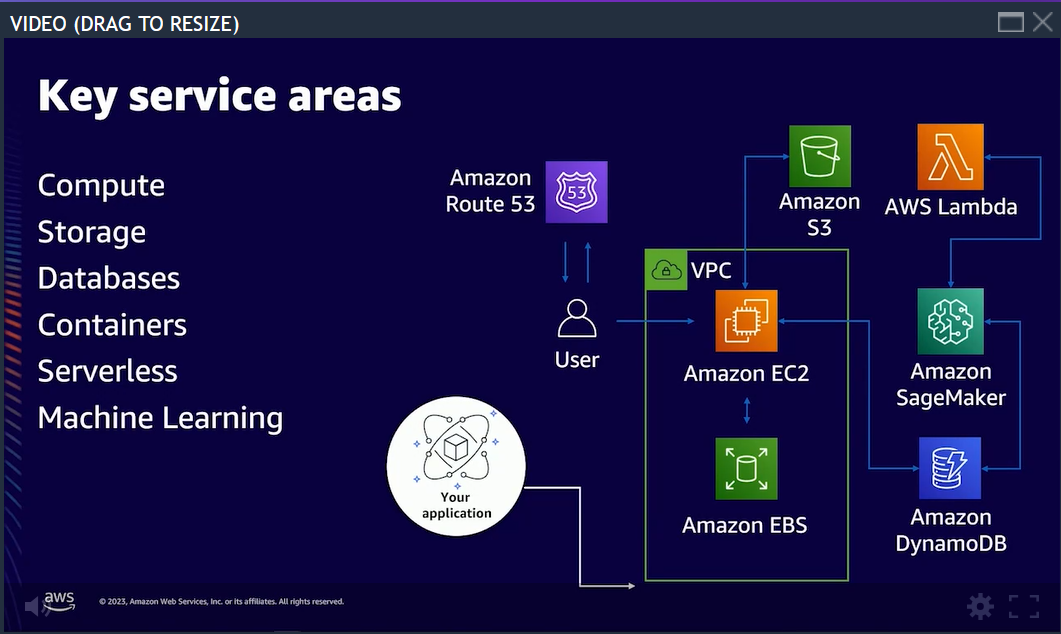 VIDEO (DRAG TO RESIZE)
Key service areas
Compute
Storage
Databases
Containers
Serverless
Machine Learning
Amazon
Route 53
53
User
Your
application
VPC
Amazon EC2
Amazon EBS
Amazon
S3
AWS Lambda
Amazon
SageMaker
Amazon
DynamoDB
aws
© 2023, Amazon Web Services, Inc. or its affiliates. All rights reserved.